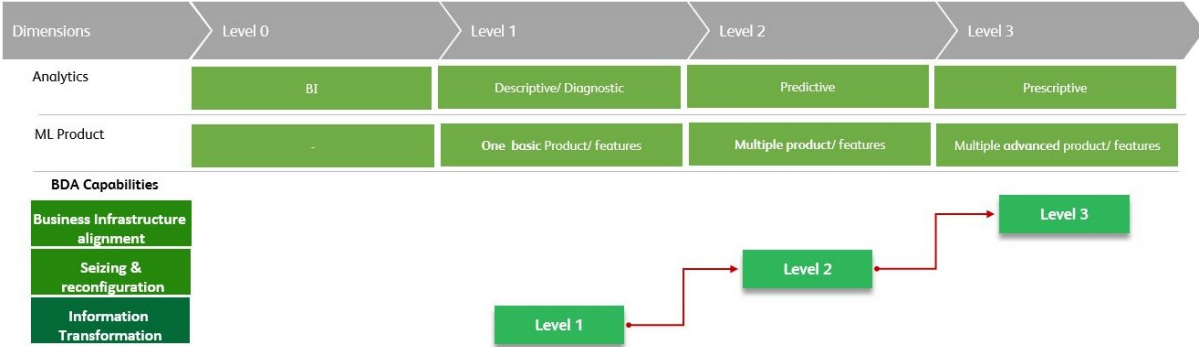 Dimensions Level 0 Level 1 Level 2 Level 3
Analytics BI Descriptive/ Diagnostic Predictive Prescriptive
ML Product - One basic Product/ features Multiple product/ features Multiple advanced product/ features
BDA Capabilities
Business Infrastructure
alignment
Level 3
Seizing &
reconfiguration
Level 2
Information
Transformation
Level 1